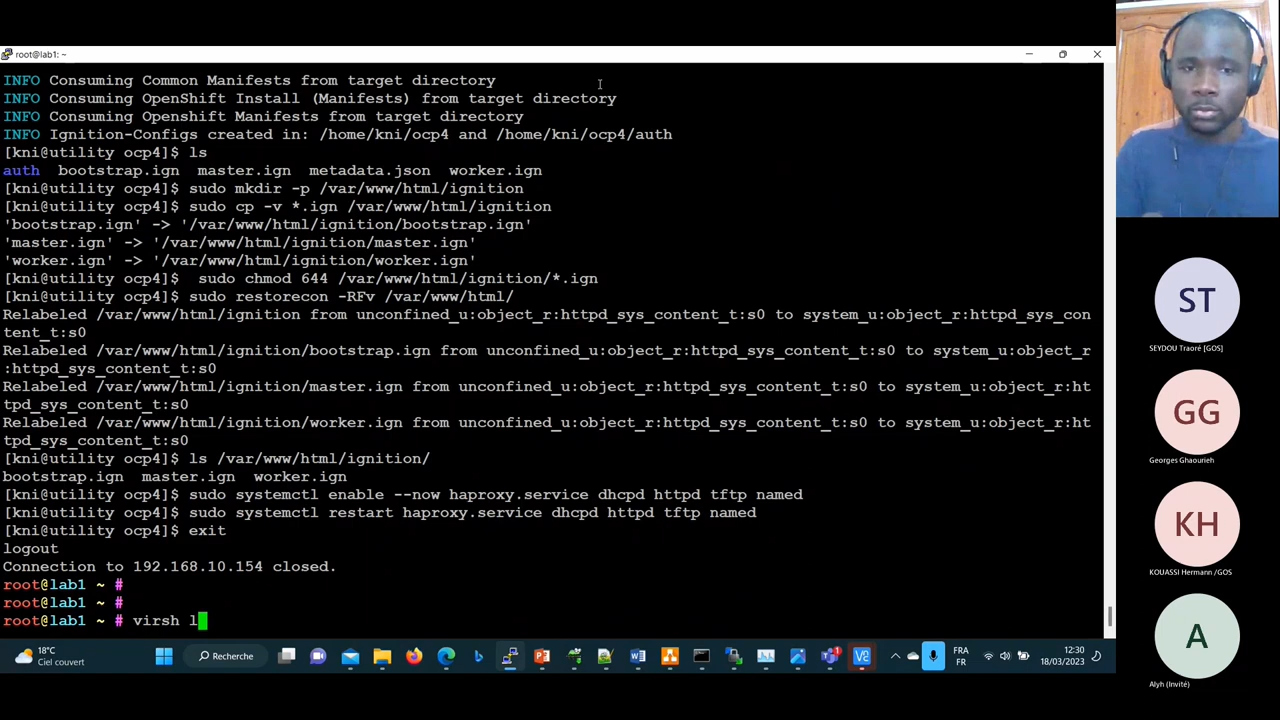 root@lab1: ~
INFO Consuming Common Manifests from target directory
INFO Consuming OpenShift Install (Manifests) from target directory
INFO Consuming Openshift Manifests from target directory
INFO Ignition-Configs created in: /home/kni/ocp4 and /home/kni/ocp4/auth
[kni@utility ocp4]$ ls
auth  bootstrap.ign  master.ign  metadata.json  worker.ign
[kni@utility ocp4]$ sudo mkdir -p /var/www/html/ignition
[kni@utility ocp4]$ sudo cp -v *.ign /var/www/html/ignition
'bootstrap.ign' -> '/var/www/html/ignition/bootstrap.ign'
'master.ign' -> '/var/www/html/ignition/master.ign'
'worker.ign' -> '/var/www/html/ignition/worker.ign'
[kni@utility ocp4]$  sudo chmod 644 /var/www/html/ignition/*.ign
[kni@utility ocp4]$ sudo restorecon -RFv /var/www/html/
Relabeled /var/www/html/ignition from unconfined_u:object_r:httpd_sys_content_t:s0 to system_u:object_r:httpd_sys_con
tent_t:s0
Relabeled /var/www/html/ignition/bootstrap.ign from unconfined_u:object_r:httpd_sys_content_t:s0 to system_u:object_r
:httpd_sys_content_t:s0
Relabeled /var/www/html/ignition/master.ign from unconfined_u:object_r:httpd_sys_content_t:s0 to system_u:object_r:ht
tpd_sys_content_t:s0
Relabeled /var/www/html/ignition/worker.ign from unconfined_u:object_r:httpd_sys_content_t:s0 to system_u:object_r:ht
tpd_sys_content_t:s0
[kni@utility ocp4]$ ls /var/www/html/ignition/
bootstrap.ign  master.ign  worker.ign
[kni@utility ocp4]$ sudo systemctl enable --now haproxy.service dhcpd httpd tftp named
[kni@utility ocp4]$ sudo systemctl restart haproxy.service dhcpd httpd tftp named
[kni@utility ocp4]$ exit
logout
Connection to 192.168.10.154 closed.
root@lab1 ~ #
root@lab1 ~ #
root@lab1 ~ # virsh l
18°C
Ciel couvert
Recherche
FRA
FR
12:30
18/03/2023
ST
SEYDOU Traoré [GOS]
GG
Georges Ghaourieh
KH
KOUASSI Hermann /GOS
A
Alyh (Invité)